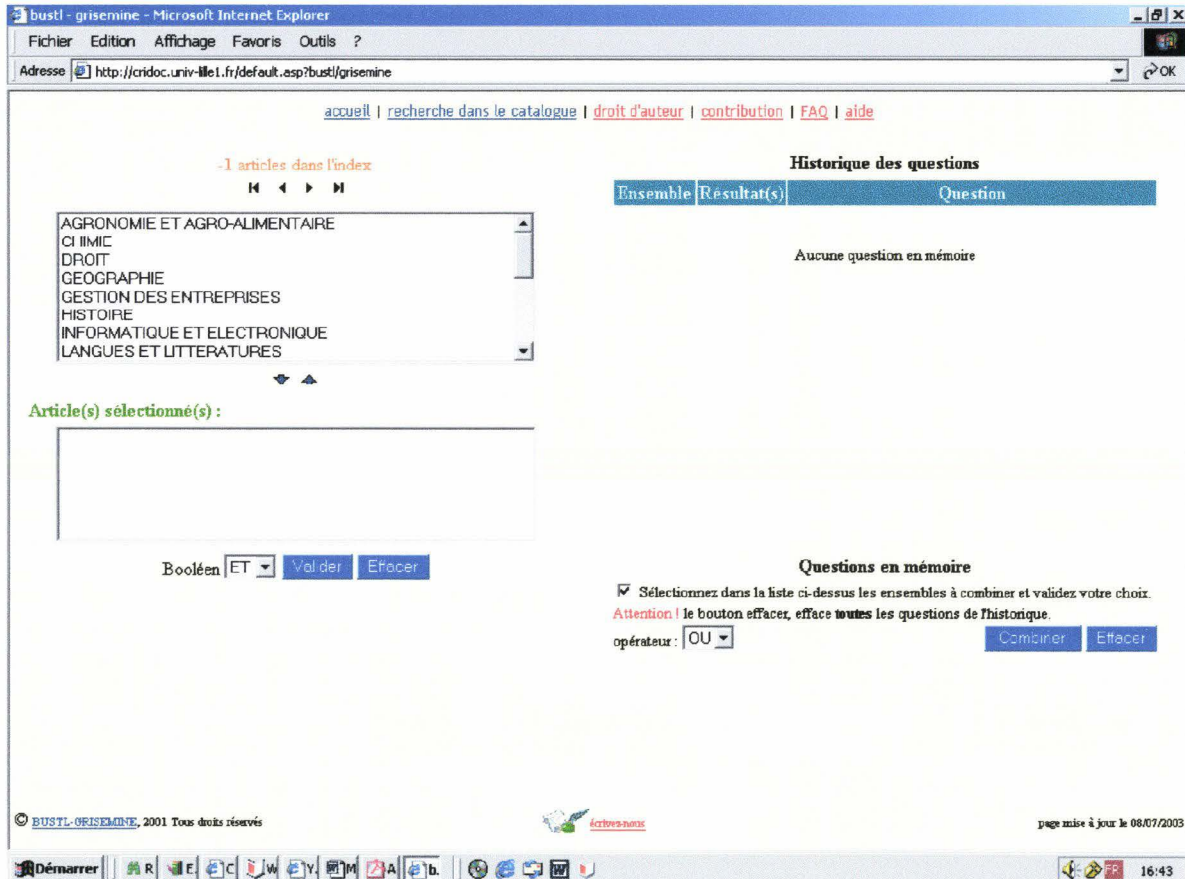 bustl - grisemine - Microsoft Internet Explorer
Fichier Edition Affichage Favoris Outils ?
Adresse http://cridoc.univ-lille1.fr/default.asp?bustl/grisemine OK
accueil | recherche dans le catalogue | droit d'auteur | contribution | FAQ | aide
-1 articles dans l'index
AGRONOMIE ET AGRO-ALIMENTAIRE
CHIMIE
DROIT
GEOGRAPHIE
GESTION DES ENTREPRISES
HISTOIRE
INFORMATIQUE ET ELECTRONIQUE
LANGUES ET LITTERATURES
Article(s) sélectionné(s) :
Booléen ET Valider Effacer
Historique des questions
Ensemble Résultat(s) Question
Aucune question en mémoire
Questions en mémoire
Sélectionnez dans la liste ci-dessus les ensembles à combiner et validez votre choix.
Attention ! le bouton effacer, efface toutes les questions de l'historique.
opérateur : OU Combiner Effacer
© BUSTL-GRISEMINE, 2001 Tous droits réservés écrivez-nous page mise à jour le 08/07/2003
Démarrer R E C W Y. M A b. FR 16:43